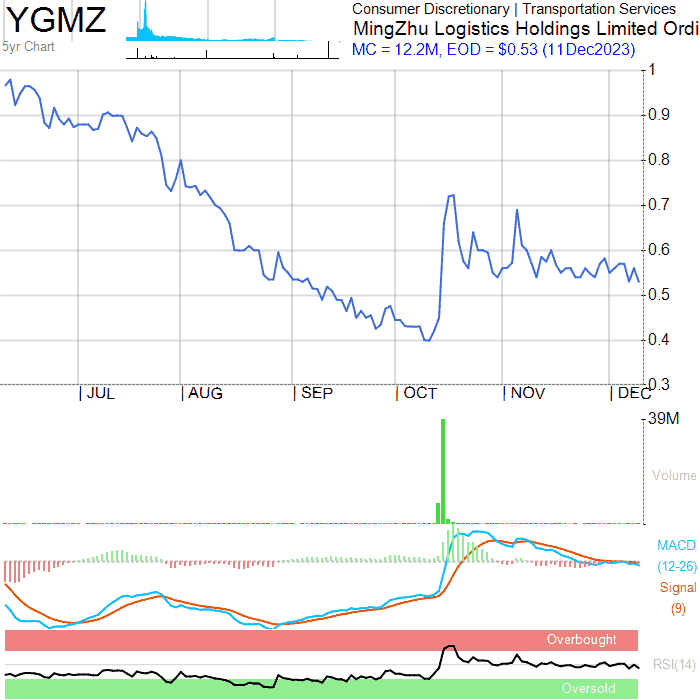 YGMZ
5yr Chart
Consumer Discretionary | Transportation Services
MingZhu Logistics Holdings Limited Ordi
MC = 12.2M, EOD = $0.53 (11Dec2023)
1
0.9
0.8
0.7
0.6
0.5
0.4
0.3
JUL AUG SEP OCT NOV DEC
39M
Volume
MACD
(12-26)
Signal
(9)
Overbought
RSI(14)
Oversold